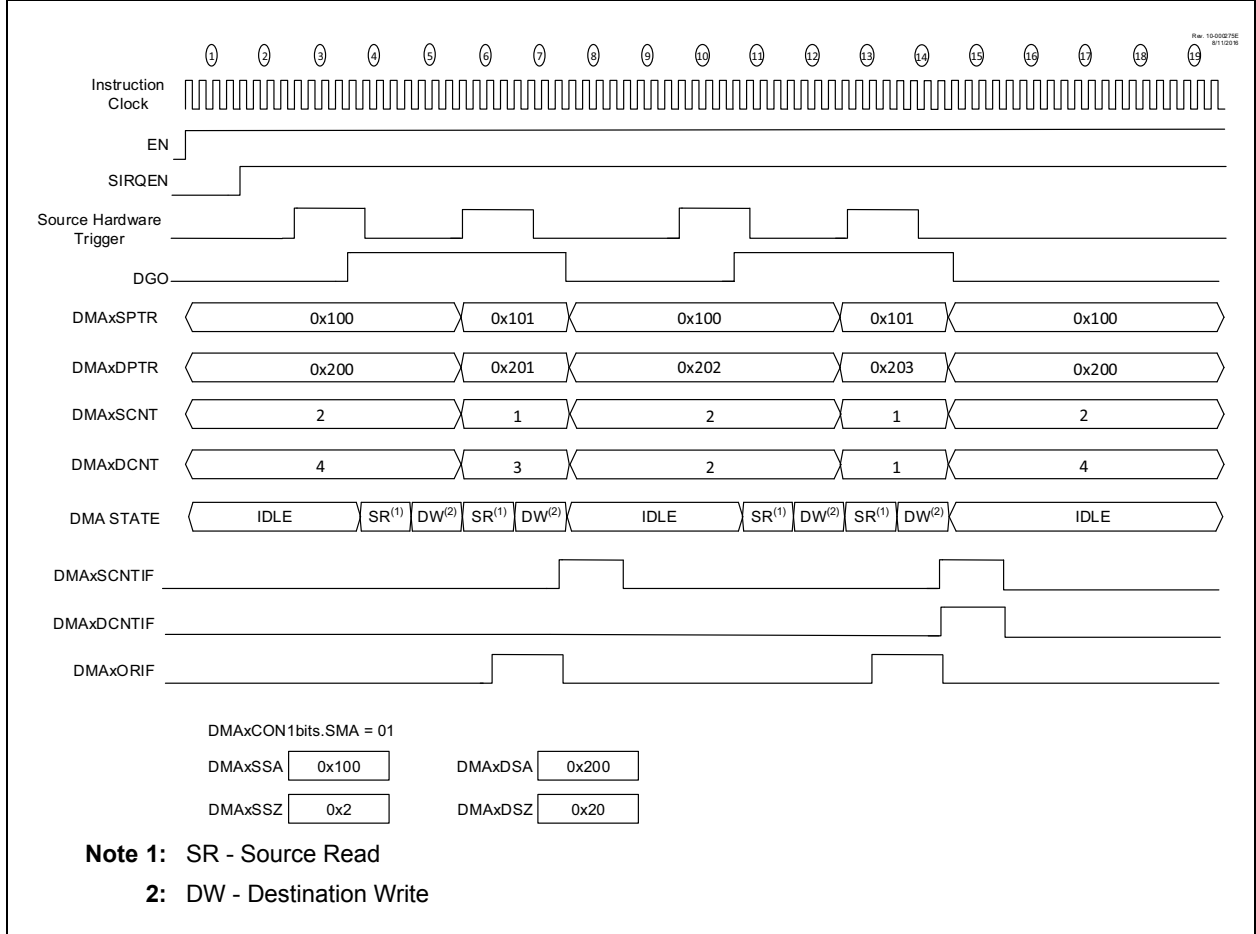 Rev. 10-000275E
8/11/2016
1 2 3 4 5 6 7 8 9 10 11 12 13 14 15 16 17 18 19
Instruction
Clock
EN
SIRQEN
Source Hardware
Trigger
DGO
DMAxSPTR 0x100 0x101 0x100 0x101 0x100
DMAxDPTR 0x200 0x201 0x202 0x203 0x200
DMAxSCNT 2 1 2 1 2
DMAxDCNT 4 3 2 1 4
DMA STATE IDLE SR(1) DW(2) SR(1) DW(2) IDLE SR(1) DW(2) SR(1) DW(2) IDLE
DMAxSCNTIF
DMAxDCNTIF
DMAxORIF
DMAxCON1bits.SMA = 01
DMAxSSA 0x100 DMAxDSA 0x200
DMAxSSZ 0x2 DMAxDSZ 0x20
Note 1: SR - Source Read
2: DW - Destination Write